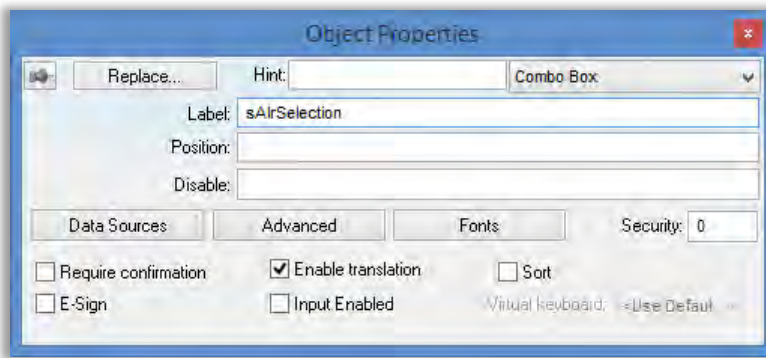 Object Properties
Replace... Hint: Combo Box
Label: sAlrSelection
Position:
Disable:
Data Sources Advanced Fonts Security: 0
Require confirmation Enable translation Sort
E-Sign Input Enabled Virtual keyboard: <Use Defaul